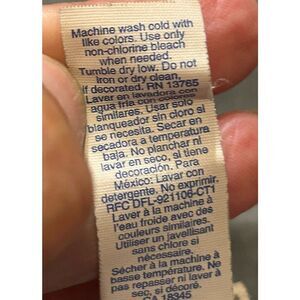 Machine wash cold with
like colors. Use only
non-chlorine bleach
when needed.
Tumble dry low. Do not
iron or dry clean,
if decorated. RN 13765
Lavar en lavadora con
agua fría con colores
similares. Usar solo
blanqueador sin cloro si
se necesita. Secar en
secadora a temperatura
baja. No planchar ni
lavar en seco, si tiene
decoración. Para
México: Lavar con
detergente. No exprimir.
RFC DFL-921106-CT1
Laver à la machine à
l'eau froide avec des
couleurs similaires.
Utiliser un javellisant
sans chlore si
nécessaire.
Sécher à la machine à
basse température. Ne
pas repasser ni laver à
sec, si décoré.
CA 18345